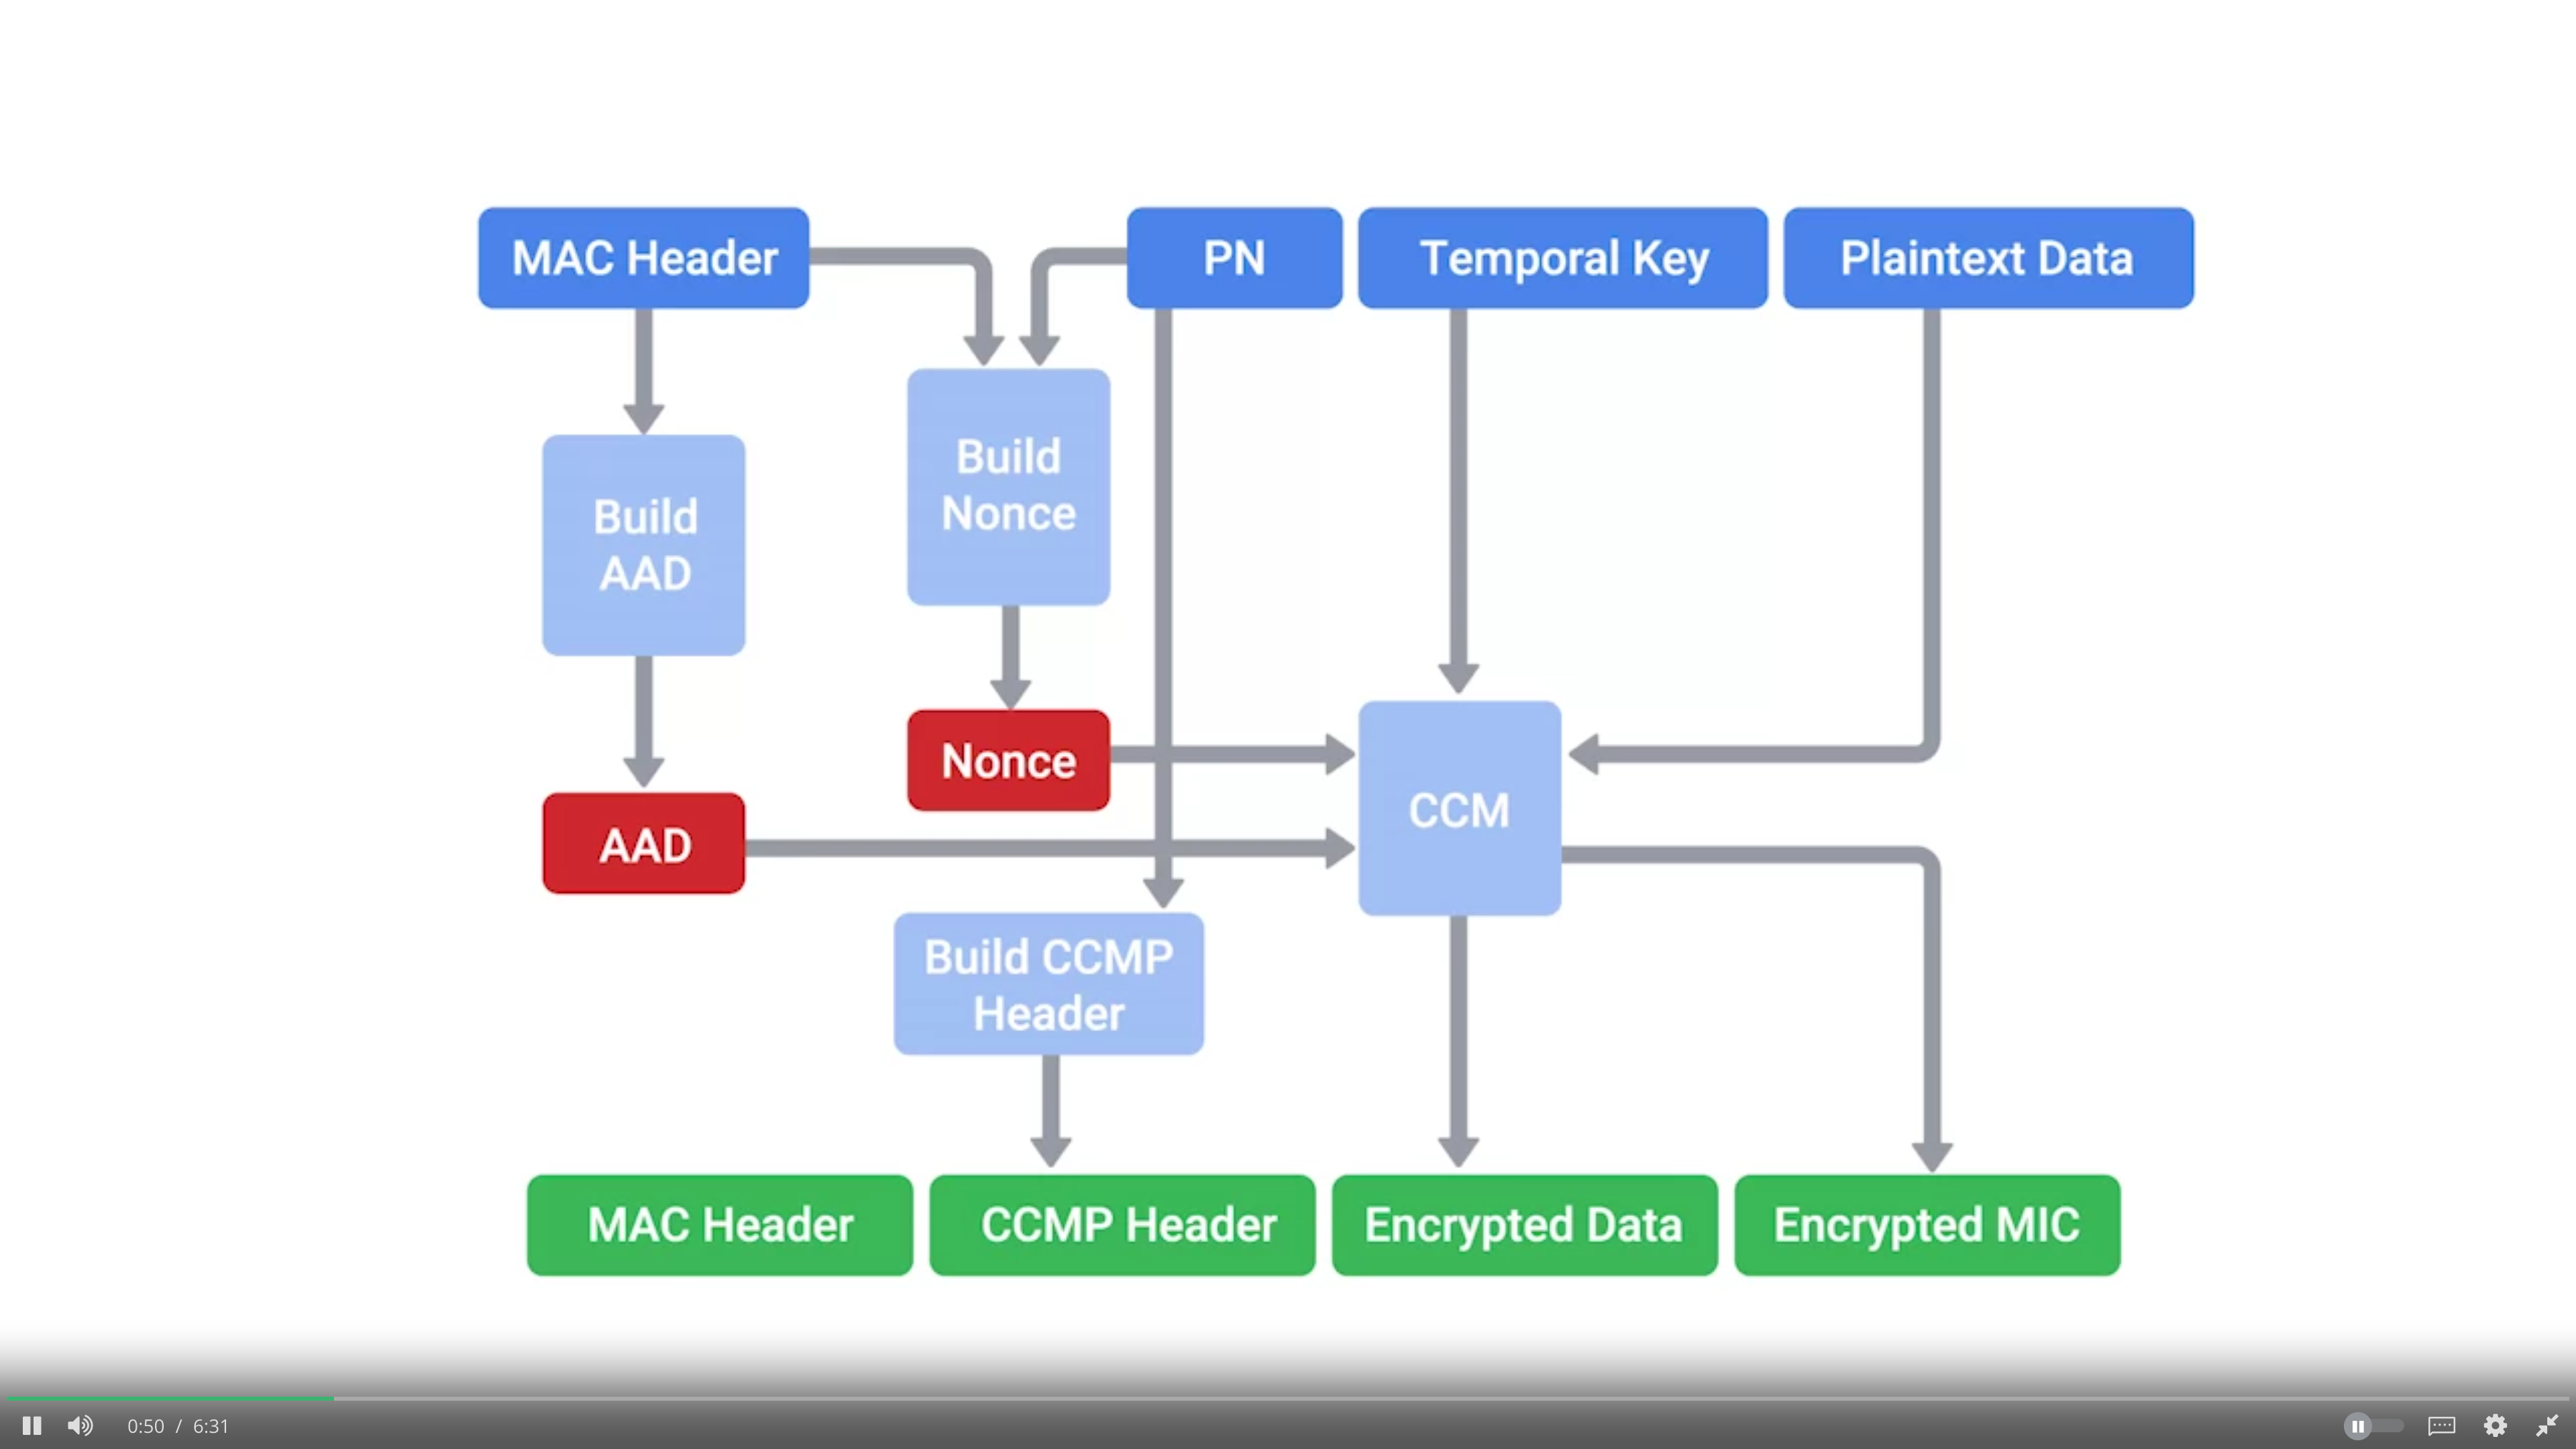 MAC Header
PN
Temporal Key
Plaintext Data
Build
Nonce
Build
AAD
Nonce
CCM
AAD
Build CCMP
Header
MAC Header
CCMP Header
Encrypted Data
Encrypted MIC
0:50 / 6:31